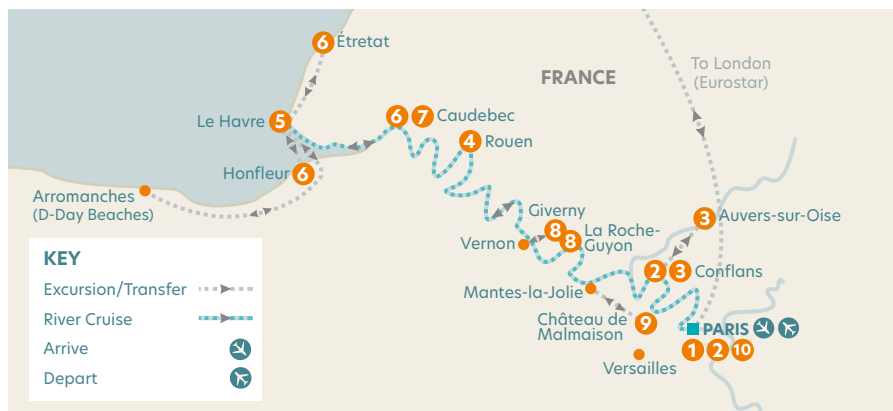 6 Étretat
FRANCE
To London
(Eurostar)
Le Havre 5
6 7 Caudebec
4 Rouen
Honfleur 6
Arromanches
(D-Day Beaches)
Giverny
8
8 La Roche-
Guyon
Vernon
3 Auvers-sur-Oise
2 3 Conflans
Mantes-la-Jolie
Château de
Malmaison
9
PARIS
1 2 10
Versailles
KEY
Excursion/Transfer
River Cruise
Arrive
Depart